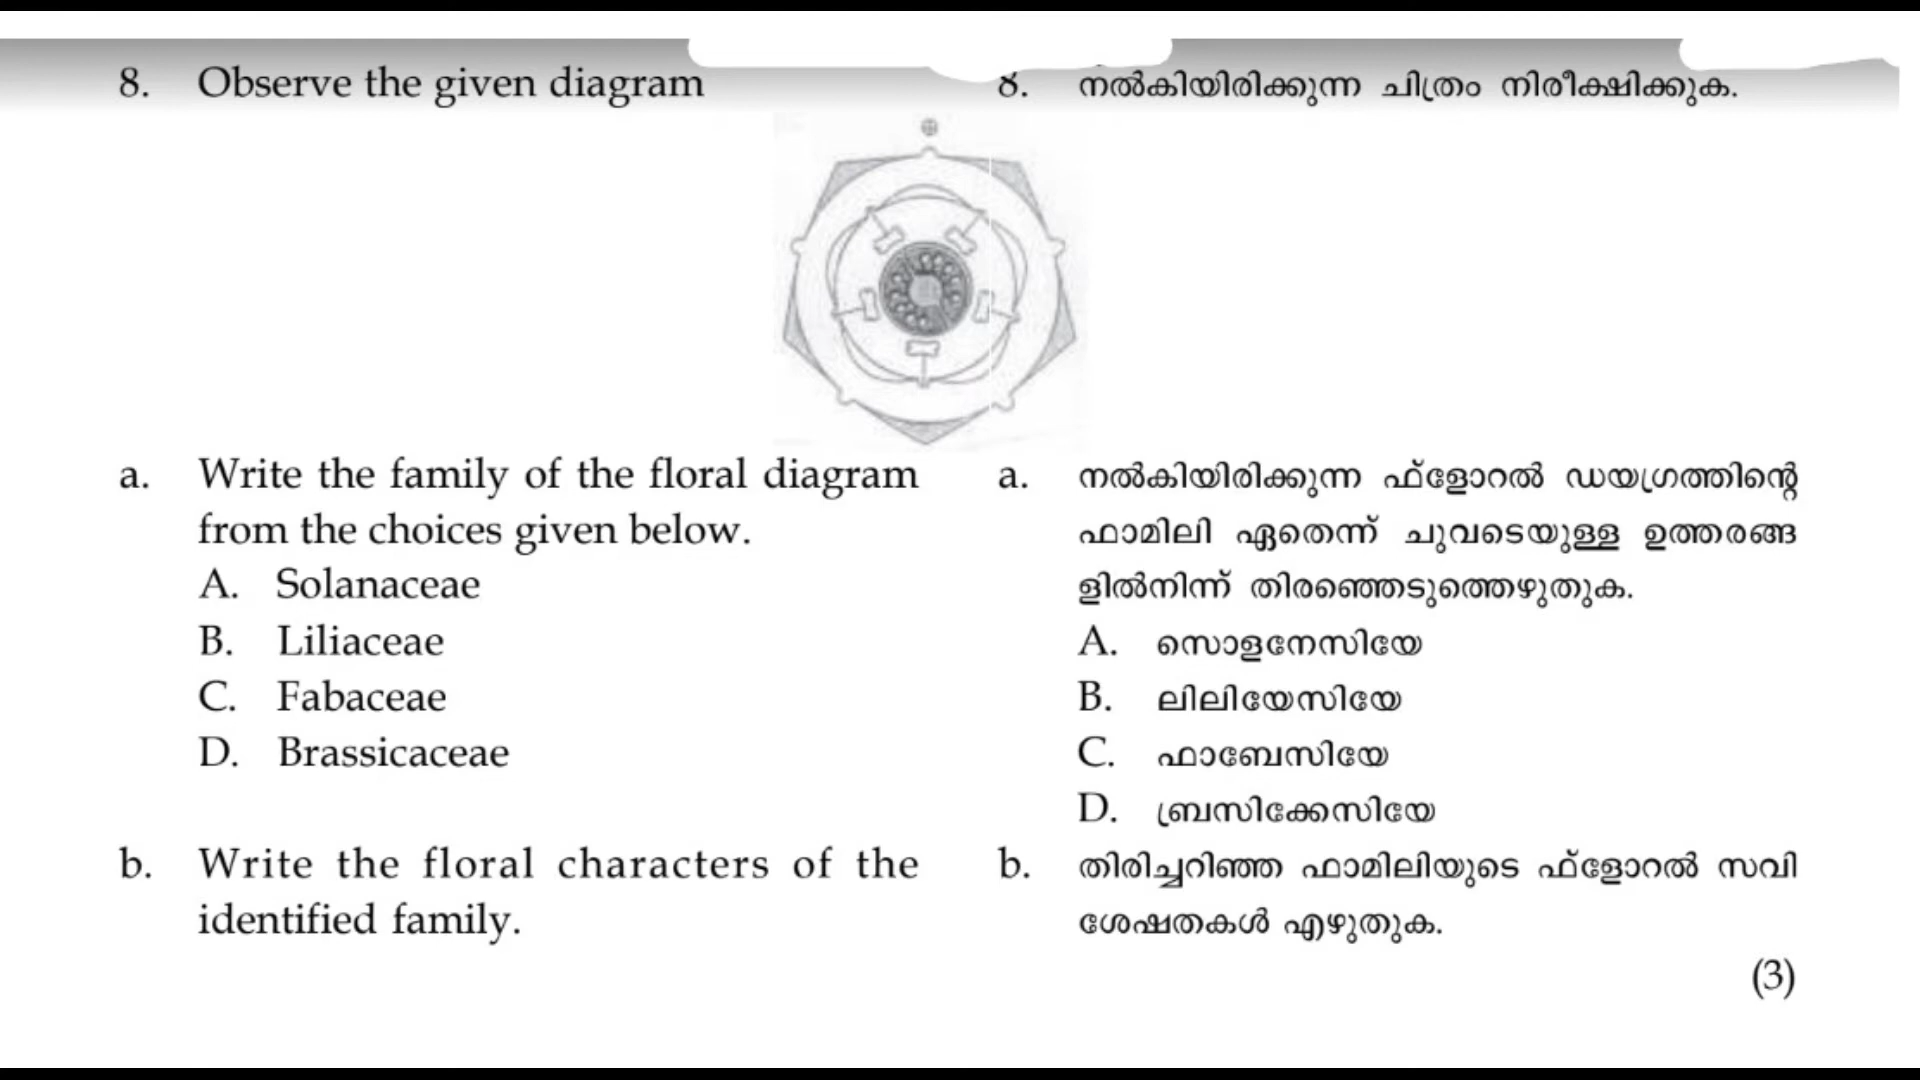 8. Observe the given diagram
a. Write the family of the floral diagram
from the choices given below.
A. Solanaceae
B. Liliaceae
C. Fabaceae
D. Brassicaceae
b. Write the floral characters of the
identified family.
8. നൽകിയിരിക്കുന്ന ചിത്രം നിരീക്ഷിക്കുക.
a. നൽകിയിരിക്കുന്ന ഫ്ളോറൽ ഡയഗ്രത്തിന്റെ
ഫാമിലി ഏതെന്ന് ചുവടെയുള്ള ഉത്തരങ്ങ
ളിൽനിന്ന് തിരഞ്ഞെടുത്തെഴുതുക.
A. സൊളനേസിയേ
B. ലിലിയേസിയേ
C. ഫാബേസിയേ
D. ബ്രസിക്കേസിയേ
b. തിരിച്ചറിഞ്ഞ ഫാമിലിയുടെ ഫ്ളോറൽ സവി
ശേഷതകൾ എഴുതുക.
(3)